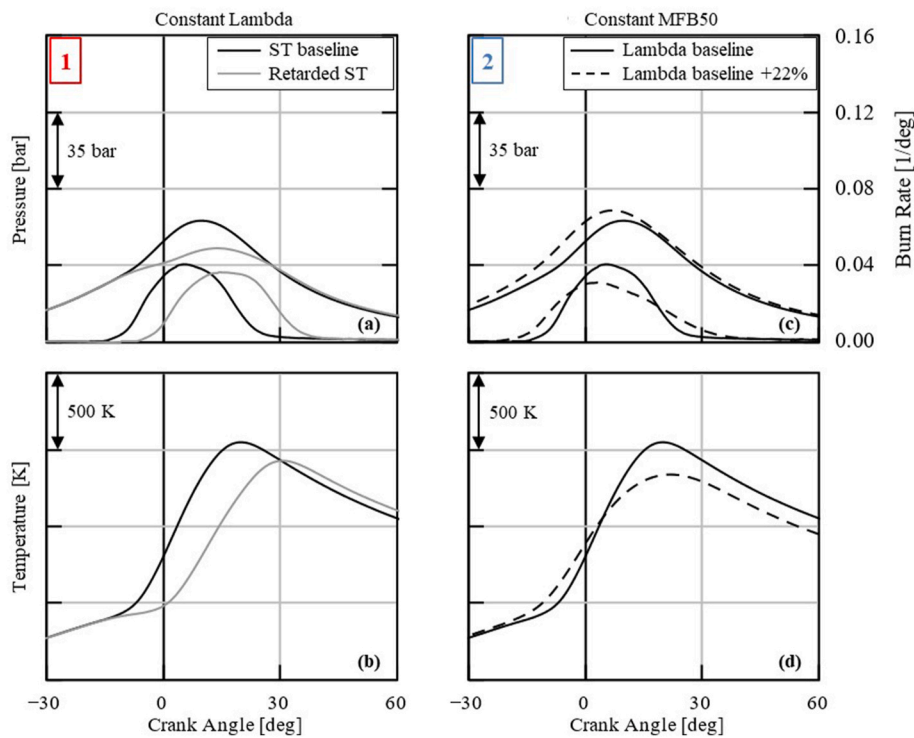 Constant Lambda
Constant MFB50
1
ST baseline
Retarded ST
2
Lambda baseline
Lambda baseline +22%
0.16
0.12
0.08
0.04
0.00
35 bar
35 bar
Pressure [bar]
Burn Rate [1/deg]
(a)
(c)
500 K
500 K
Temperature [K]
(b)
(d)
−30
0
30
60
−30
0
30
60
Crank Angle [deg]
Crank Angle [deg]